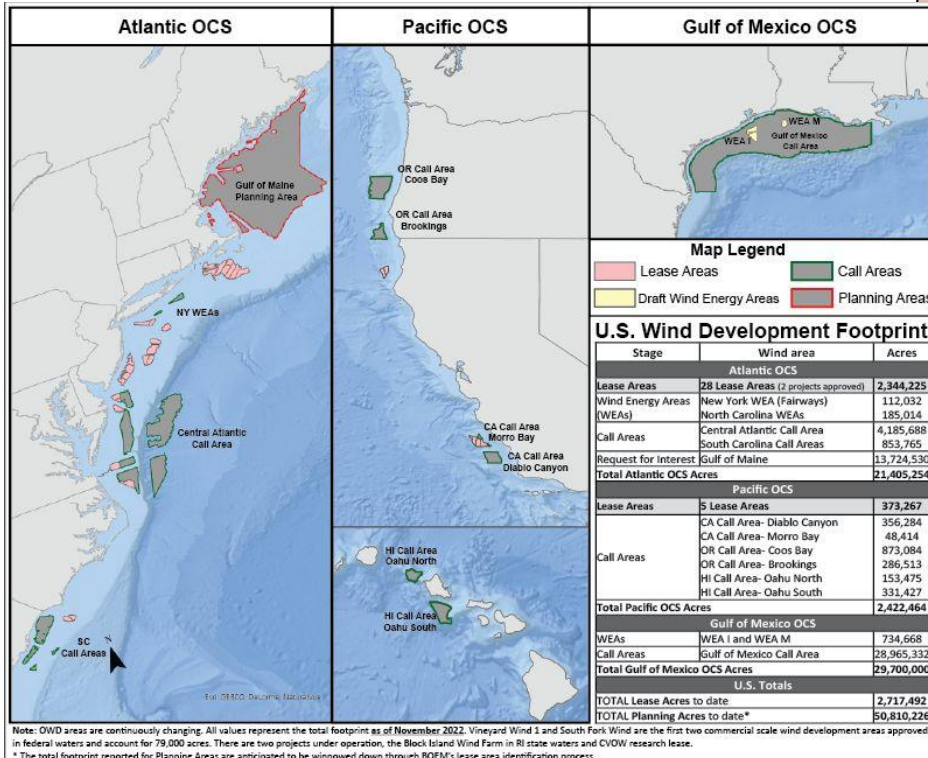 Atlantic OCS
Pacific OCS
Gulf of Mexico OCS
Gulf of Maine
Planning Area
NY WEAs
Central Atlantic
Call Area
SC
Call Areas
N
OR Call Area
Coos Bay
OR Call Area
Brookings
CA Call Area
Morro Bay
CA Call Area
Diablo Canyon
HI Call Area
Oahu North
HI Call Area
Oahu South
WEA M
WEA I
Gulf of Mexico
Call Area
Map Legend
Lease Areas
Call Areas
Draft Wind Energy Areas
Planning Areas
U.S. Wind Development Footprint
Stage Wind area Acres
Atlantic OCS
Lease Areas 28 Lease Areas (2 projects approved) 2,344,225
Wind Energy Areas New York WEA (Fairways) 112,032
(WEAs) North Carolina WEAs 185,014
Call Areas Central Atlantic Call Area 4,185,688
South Carolina Call Areas 853,765
Request for Interest Gulf of Maine 13,724,530
Total Atlantic OCS Acres 21,405,254
Pacific OCS
Lease Areas 5 Lease Areas 373,267
Call Areas CA Call Area- Diablo Canyon 356,284
CA Call Area- Morro Bay 48,414
OR Call Area- Coos Bay 873,084
OR Call Area- Brookings 286,513
HI Call Area- Oahu North 153,475
HI Call Area- Oahu South 331,427
Total Pacific OCS Acres 2,422,464
Gulf of Mexico OCS
WEAs WEA I and WEA M 734,668
Call Areas Gulf of Mexico Call Area 28,965,332
Total Gulf of Mexico OCS Acres 29,700,000
U.S. Totals
TOTAL Lease Acres to date 2,717,492
TOTAL Planning Acres to date* 50,810,226
Esri, GEBCO, DeLorme, NaturalVue
Note: OWD areas are continuously changing. All values represent the total footprint as of November 2022. Vineyard Wind 1 and South Fork Wind are the first two commercial scale wind development areas approved
in federal waters and account for 79,000 acres. There are two projects under operation, the Block Island Wind Farm in RI state waters and CVOW research lease.
* The total footprint reported for Planning Areas are anticipated to be winnowed down through BOEM's lease area identification process